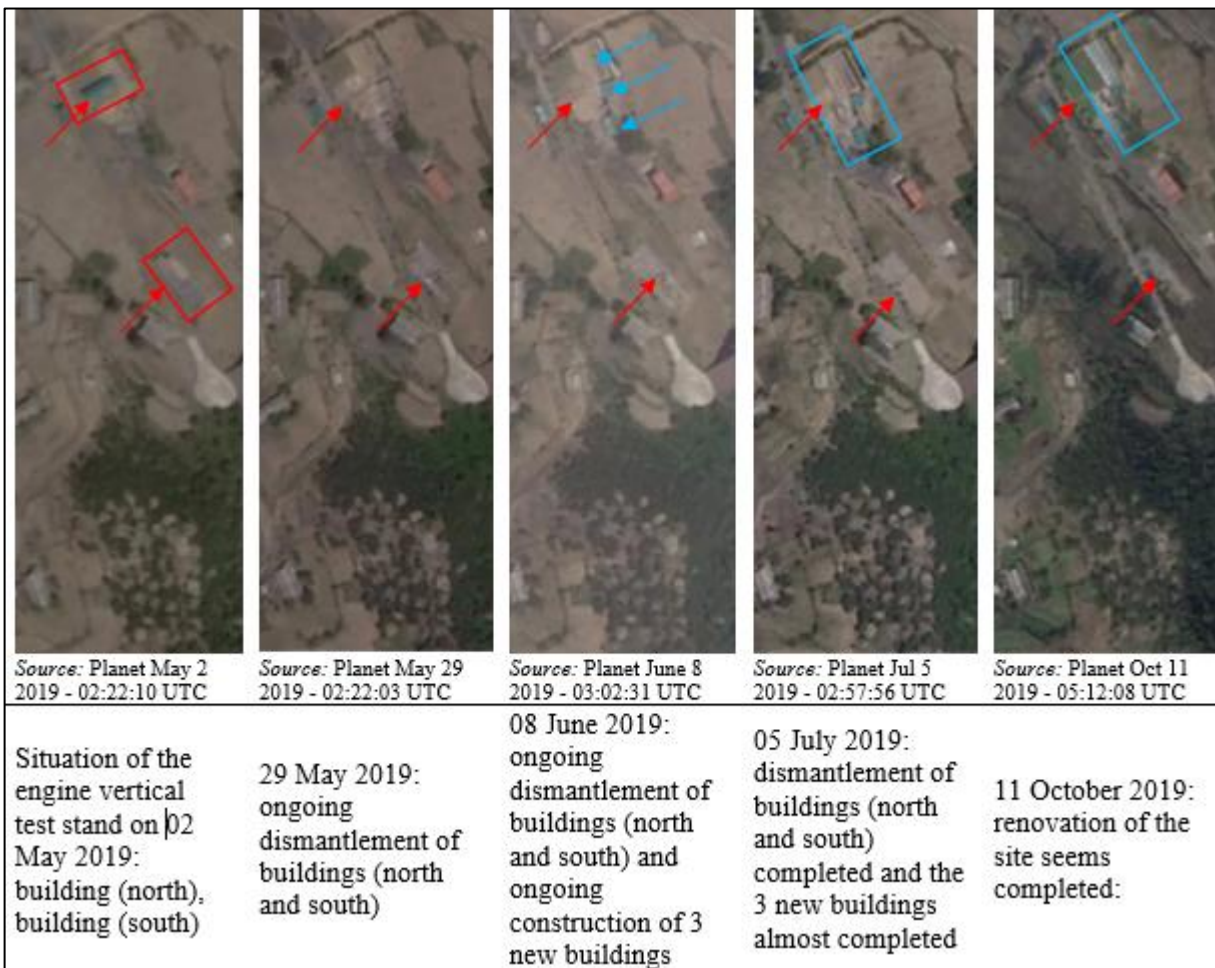 Source: Planet May 2
2019 - 02:22:10 UTC
Source: Planet May 29
2019 - 02:22:03 UTC
Source: Planet June 8
2019 - 03:02:31 UTC
Source: Planet Jul 5
2019 - 02:57:56 UTC
Source: Planet Oct 11
2019 - 05:12:08 UTC
Situation of the
engine vertical
test stand on 02
May 2019:
building (north),
building (south)
29 May 2019:
ongoing
dismantlement of
buildings (north
and south)
08 June 2019:
ongoing
dismantlement of
buildings (north
and south) and
ongoing
construction of 3
new buildings
05 July 2019:
dismantlement of
buildings (north
and south)
completed and the
3 new buildings
almost completed
11 October 2019:
renovation of the
site seems
completed: